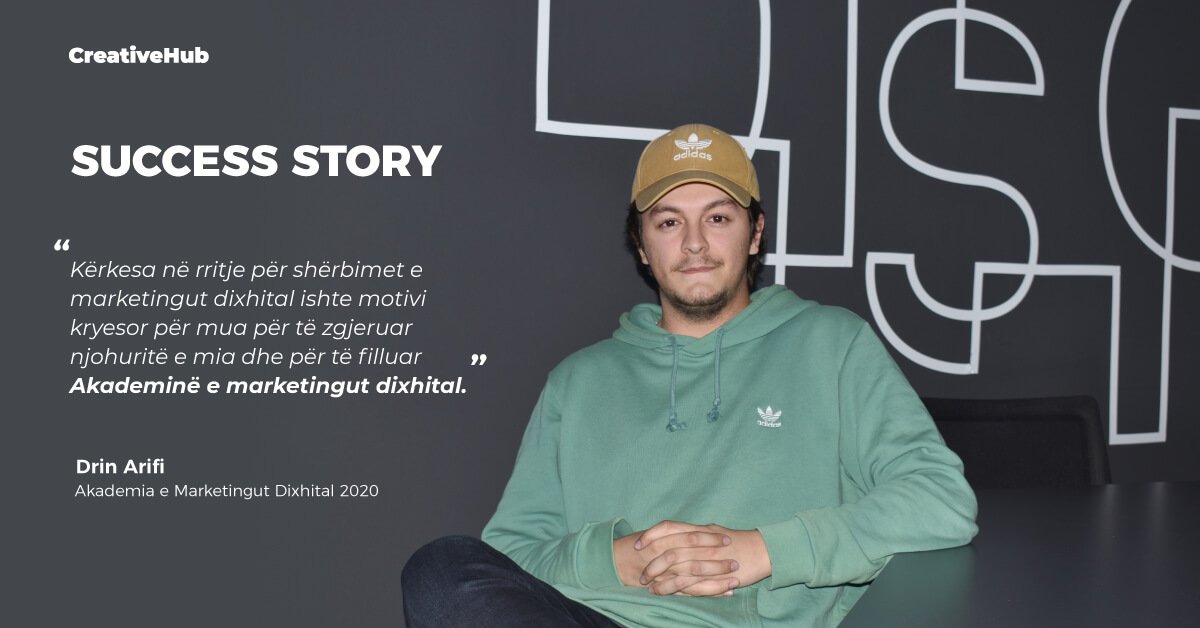 CreativeHub
SUCCESS STORY
“
Kërkesa në rritje për shërbimet e
marketingut dixhital ishte motivi
kryesor për mua për të zgjeruar
njohuritë e mia dhe për të filluar
Akademinë e marketingut dixhital.
”
Drin Arifi
Akademia e Marketingut Dixhital 2020
adidas
adidas